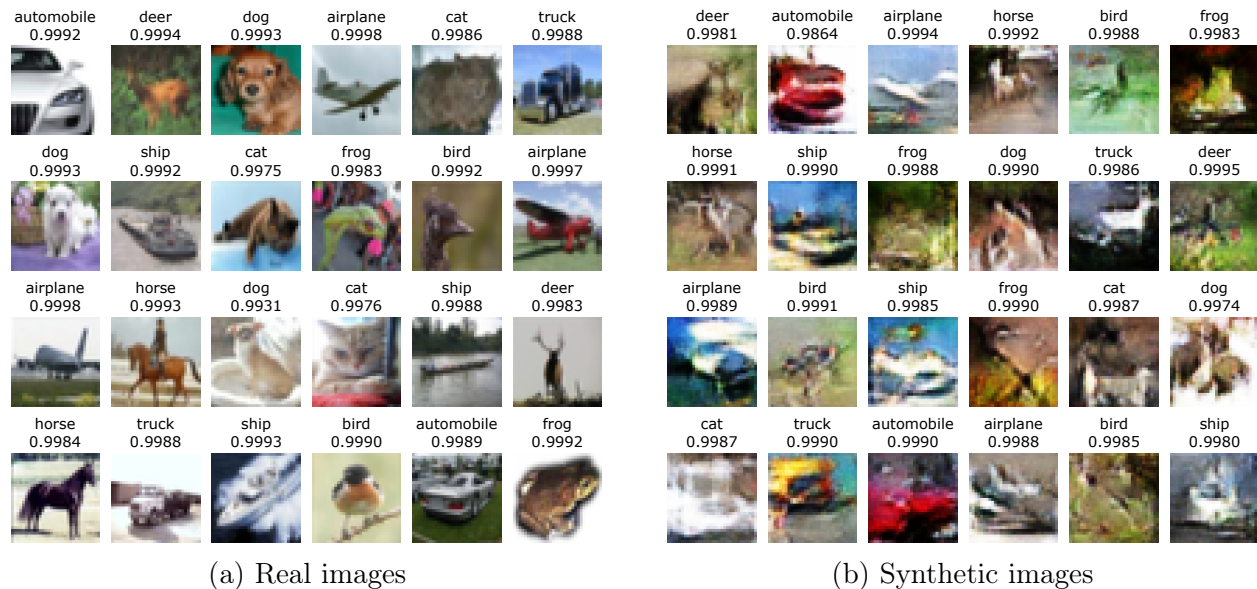 automobile deer dog airplane cat truck
0.9992 0.9994 0.9993 0.9998 0.9986 0.9988
dog ship cat frog bird airplane
0.9993 0.9992 0.9975 0.9983 0.9992 0.9997
airplane horse dog cat ship deer
0.9998 0.9993 0.9931 0.9976 0.9988 0.9983
horse truck ship bird automobile frog
0.9984 0.9988 0.9993 0.9990 0.9989 0.9992
(a) Real images
deer automobile airplane horse bird frog
0.9981 0.9864 0.9994 0.9992 0.9988 0.9983
horse ship frog dog truck deer
0.9991 0.9990 0.9988 0.9990 0.9986 0.9995
airplane bird ship frog cat dog
0.9989 0.9991 0.9985 0.9990 0.9987 0.9974
cat truck automobile airplane bird ship
0.9987 0.9990 0.9990 0.9988 0.9985 0.9980
(b) Synthetic images